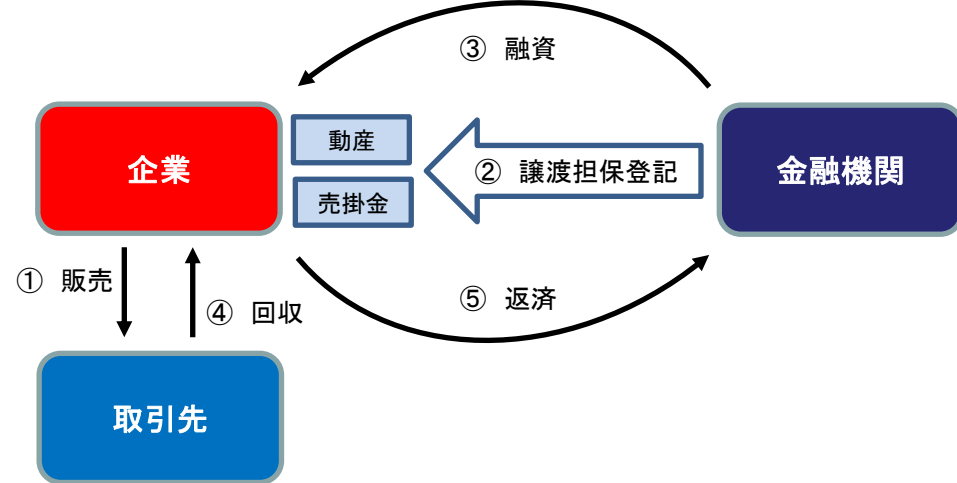 ③ 融資
動産
企業
② 譲渡担保登記
金融機関
売掛金
① 販売
④ 回収
⑤ 返済
取引先